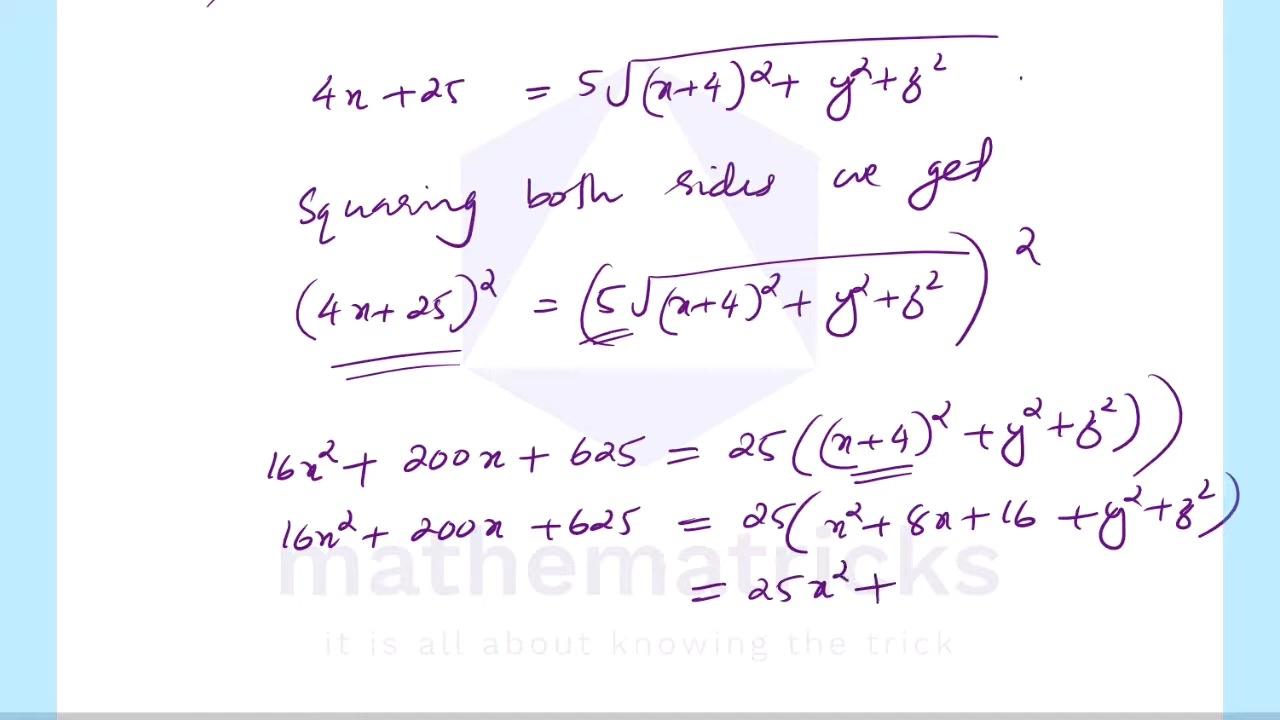 4x + 25 = 5√(x+4)² + y² + z²
Squaring both sides we get
(4x + 25)² = (5√(x+4)² + y² + z²)²
16x² + 200x + 625 = 25((x+4)² + y² + z²))
16x² + 200x + 625 = 25(x² + 8x + 16 + y² + z²)
= 25x² +
mathematricks
it is all about knowing the trick